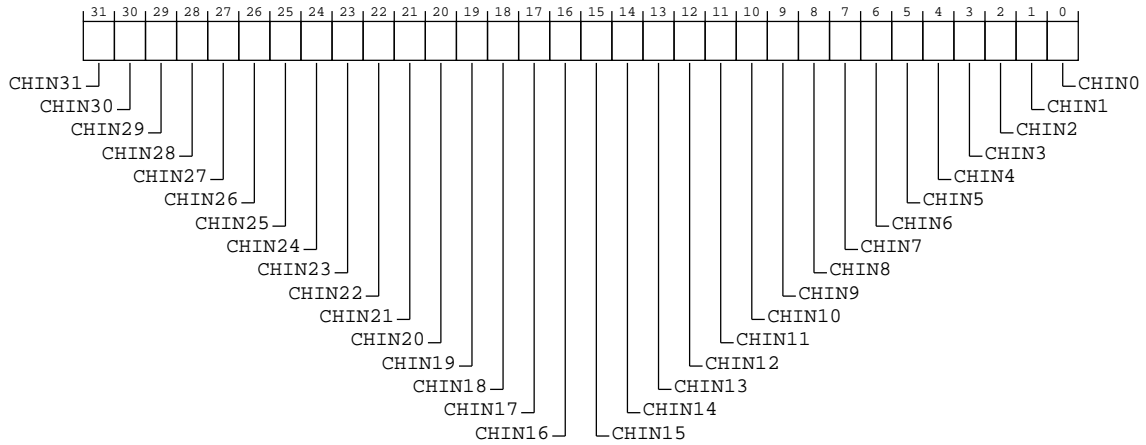 31 30 29 28 27 26 25 24 23 22 21 20 19 18 17 16 15 14 13 12 11 10 9 8 7 6 5 4 3 2 1 0
CHIN31 CHIN0
CHIN30 CHIN1
CHIN29 CHIN2
CHIN28 CHIN3
CHIN27 CHIN4
CHIN26 CHIN5
CHIN25 CHIN6
CHIN24 CHIN7
CHIN23 CHIN8
CHIN22 CHIN9
CHIN21 CHIN10
CHIN20 CHIN11
CHIN19 CHIN12
CHIN18 CHIN13
CHIN17 CHIN14
CHIN16 CHIN15